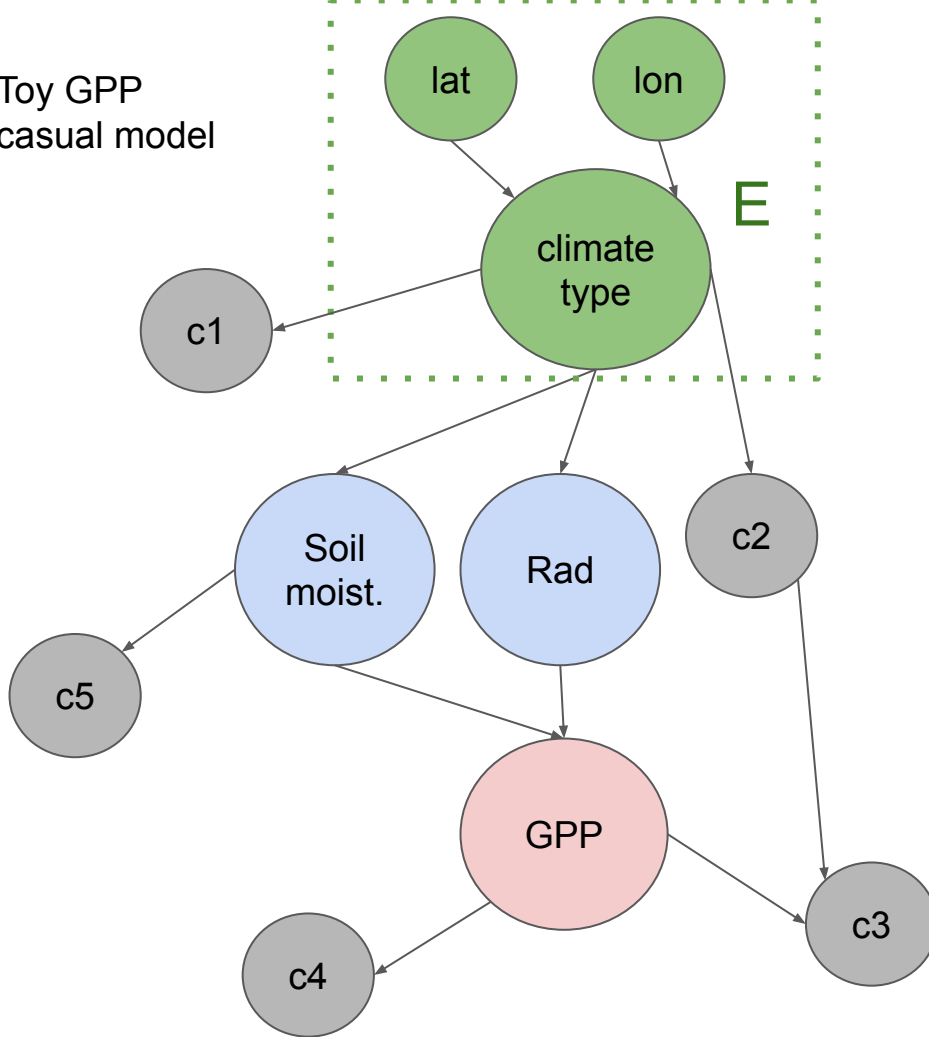 Toy GPP
casual model
lat
lon
E
climate
type
c1
c2
Soil
moist.
Rad
c5
GPP
c3
c4